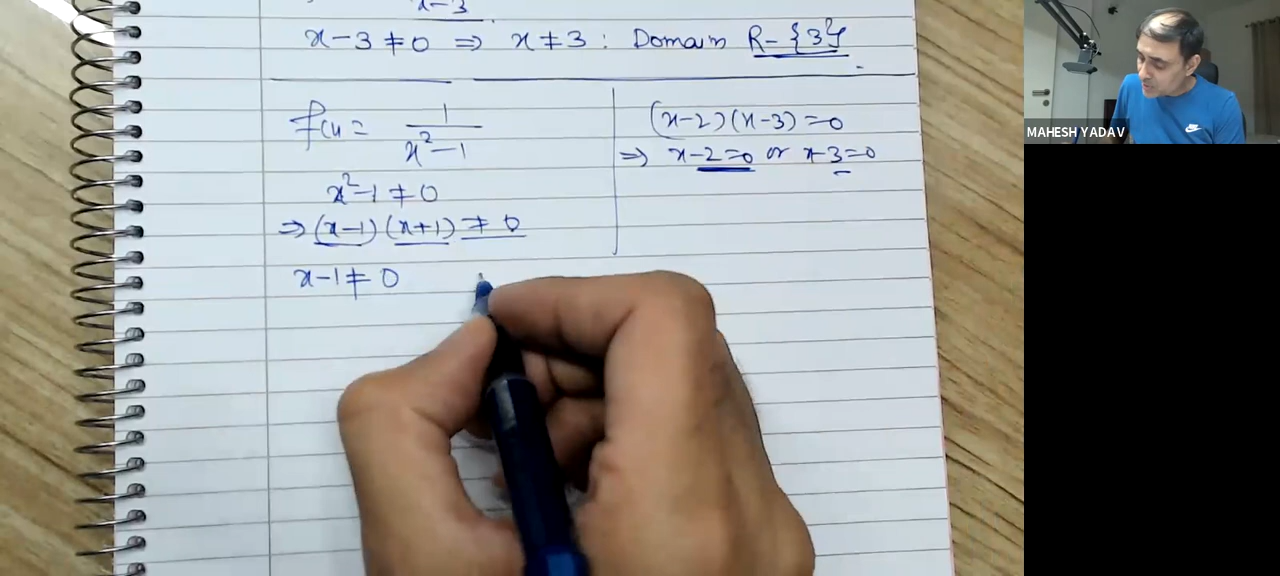 x-3
x-3≠0 ⇒ x≠3 : Domain R-{3}
f(x) = 1
x²-1
x²-1≠0
⇒ (x-1) (x+1) ≠ 0
x-1≠ 0
(x-2)(x-3)=0
⇒ x-2=0 or x-3=0
MAHESH YADAV